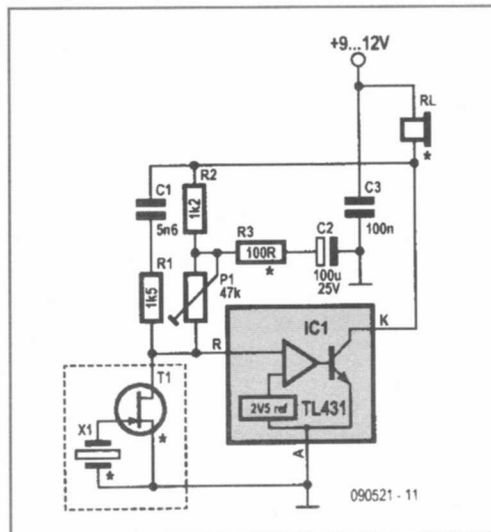 +9...12V
RL
*
R2
C1
1k2
C3
5n6
R3
C2
100n
100R
*
100u
25V
R1
P1
47k
1k5
IC1
K
R
T1
TL431
X1
2V5 ref
*
*
A
090521 - 11